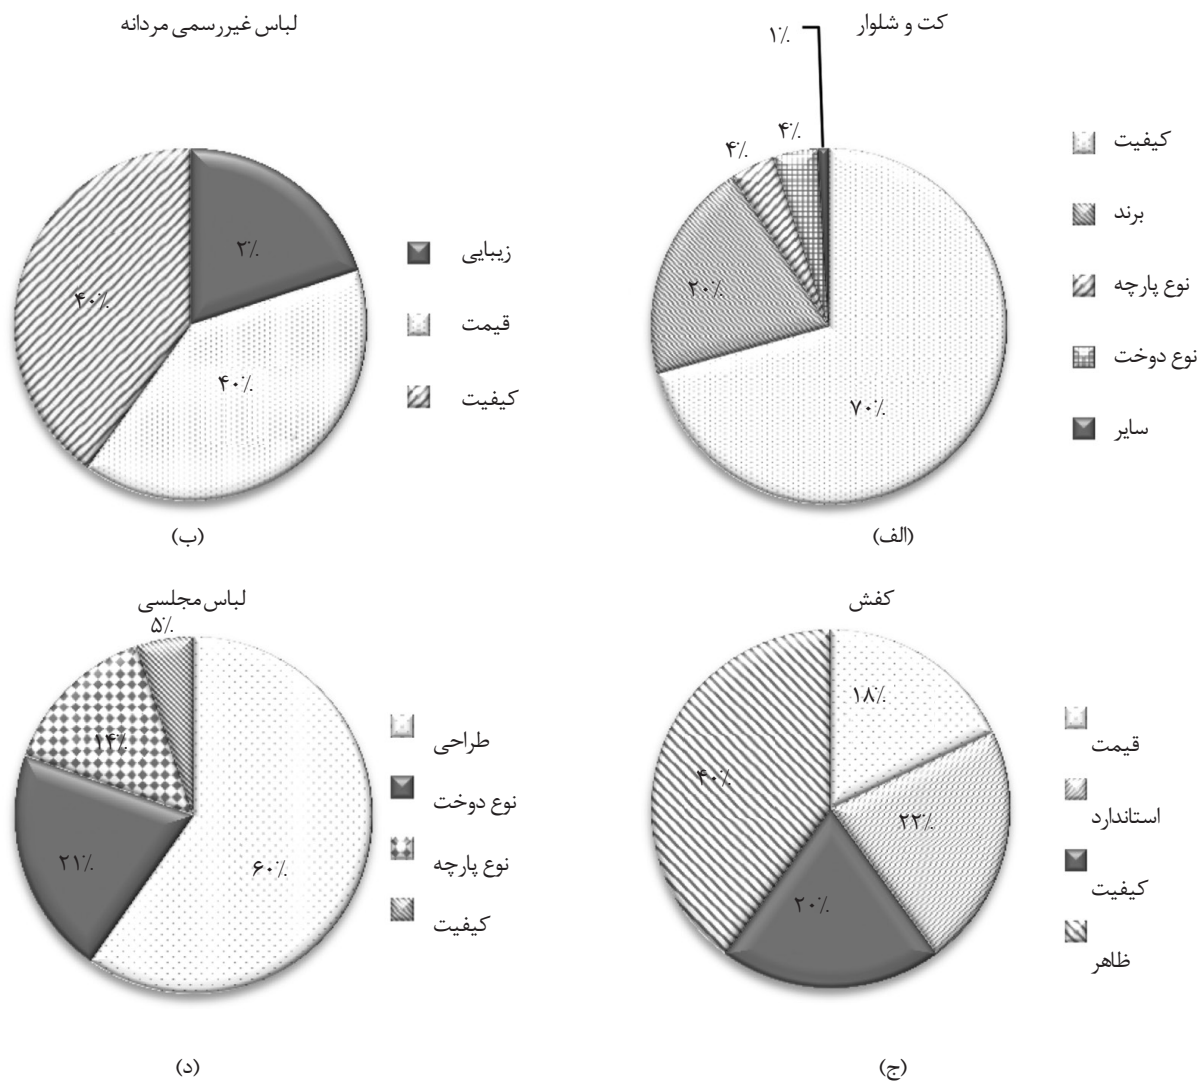 کت و شلوار
۱٪
۴٪
۴٪
۲۰٪
۷۰٪
کیفیت
برند
نوع پارچه
نوع دوخت
سایر
(الف)
لباس غیررسمی مردانه
۲٪
۴۰٪
۴۰٪
زیبایی
قیمت
کیفیت
(ب)
کفش
۱۸٪
۲۲٪
۲۰٪
۴۰٪
قیمت
استاندارد
کیفیت
ظاهر
(ج)
لباس مجلسی
۵٪
۱۴٪
۲۱٪
۶۰٪
طراحی
نوع دوخت
نوع پارچه
کیفیت
(د)